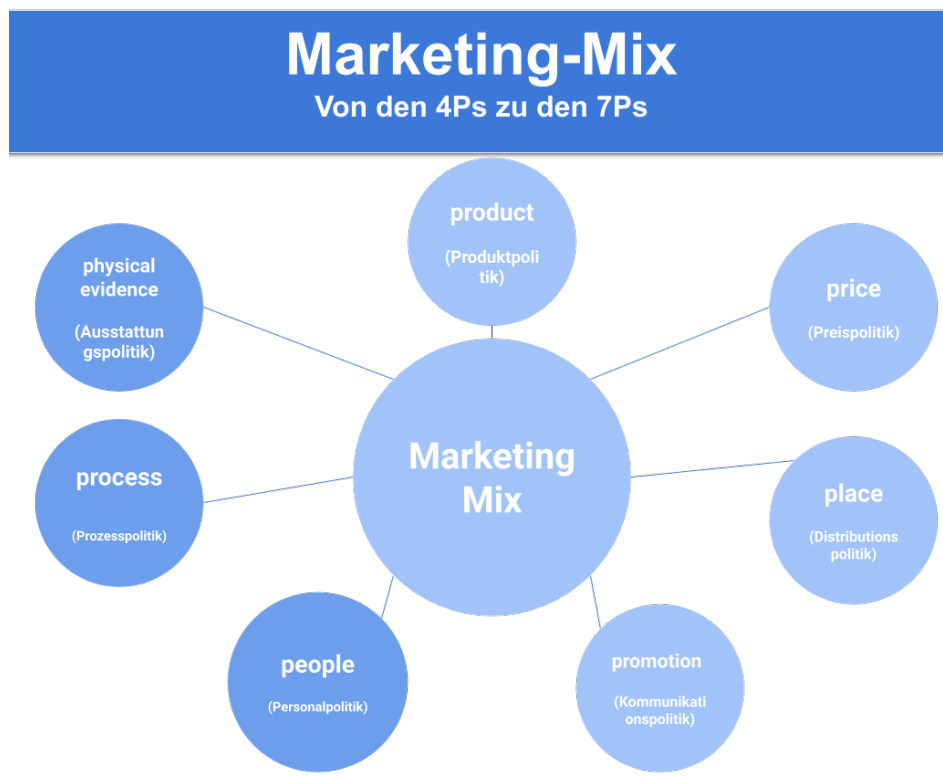 Marketing-Mix
Von den 4Ps zu den 7Ps
product
(Produktpoli
tik)
price
(Preispolitik)
place
(Distributions
politik)
promotion
(Kommunikati
onspolitik)
people
(Personalpolitik)
process
(Prozesspolitik)
physical
evidence
(Ausstattun
gspolitik)
Marketing
Mix